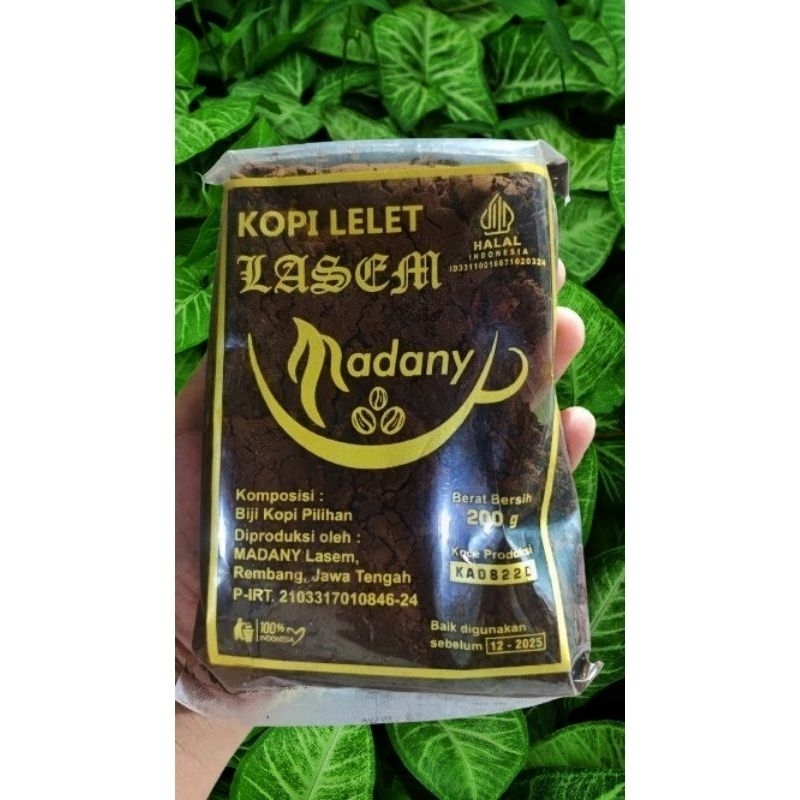 KOPI LELET
LASEM
HALAL
INDONESIA
ID33110016671020324
Madany
Komposisi :
Biji Kopi Pilihan
Diproduksi oleh :
MADANY Lasem,
Rembang, Jawa Tengah
P-IRT. 2103317010846-24
100%
INDONESIA
Berat Bersih
200 g
Kode Produksi
Baik digunakan
sebelum 12 - 2025